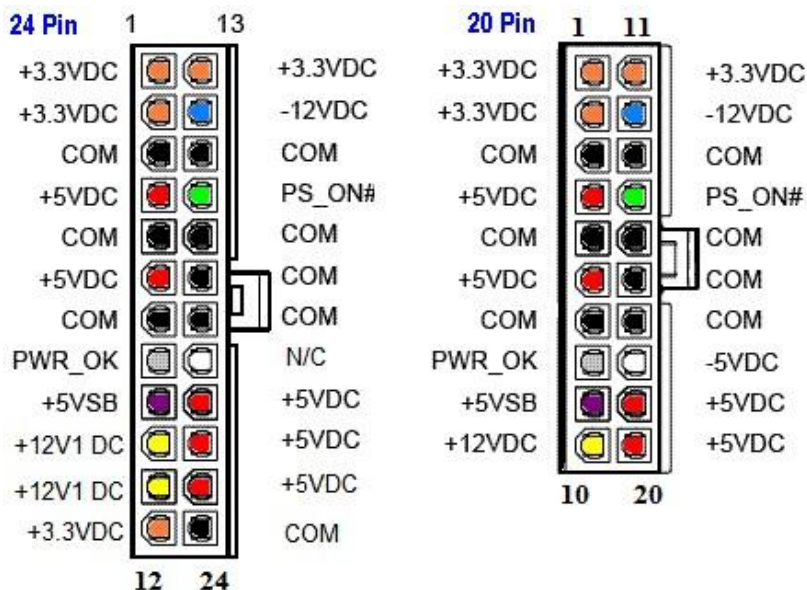 24 Pin 1 13
+3.3VDC +3.3VDC
+3.3VDC -12VDC
COM COM
+5VDC PS_ON#
COM COM
+5VDC COM
COM COM
PWR_OK N/C
+5VSB +5VDC
+12V1 DC +5VDC
+12V1 DC +5VDC
+3.3VDC COM
12 24
20 Pin 1 11
+3.3VDC +3.3VDC
+3.3VDC -12VDC
COM COM
+5VDC PS_ON#
COM COM
+5VDC COM
COM COM
PWR_OK -5VDC
+5VSB +5VDC
+12VDC +5VDC
10 20